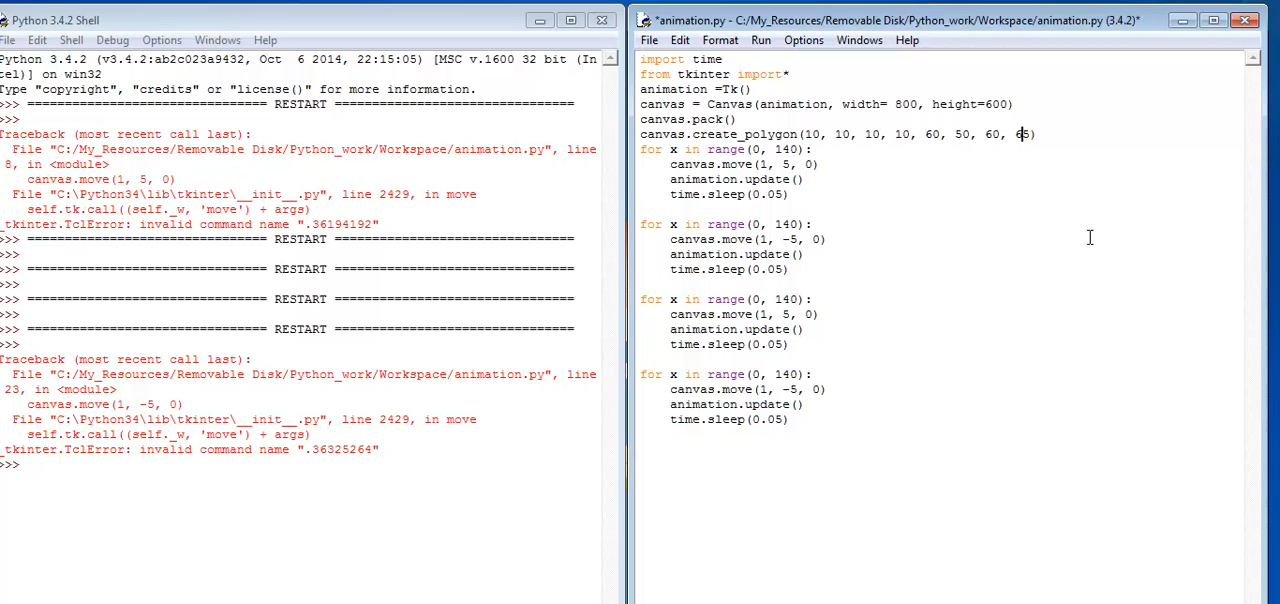 Python 3.4.2 Shell
File Edit Shell Debug Options Windows Help
Python 3.4.2 (v3.4.2:ab2c023a9432, Oct  6 2014, 22:15:05) [MSC v.1600 32 bit (In
tel)] on win32
Type "copyright", "credits" or "license()" for more information.
>>> ================================ RESTART ================================
>>>
Traceback (most recent call last):
  File "C:/My_Resources/Removable Disk/Python_work/Workspace/animation.py", line
8, in <module>
    canvas.move(1, 5, 0)
  File "C:\Python34\lib\tkinter\__init__.py", line 2429, in move
    self.tk.call((self._w, 'move') + args)
_tkinter.TclError: invalid command name ".36194192"
>>> ================================ RESTART ================================
>>>
>>> ================================ RESTART ================================
>>>
>>> ================================ RESTART ================================
>>>
>>> ================================ RESTART ================================
>>>
Traceback (most recent call last):
  File "C:/My_Resources/Removable Disk/Python_work/Workspace/animation.py", line
23, in <module>
    canvas.move(1, -5, 0)
  File "C:\Python34\lib\tkinter\__init__.py", line 2429, in move
    self.tk.call((self._w, 'move') + args)
_tkinter.TclError: invalid command name ".36325264"
>>>
*animation.py - C:/My_Resources/Removable Disk/Python_work/Workspace/animation.py (3.4.2)*
File Edit Format Run Options Windows Help
import time
from tkinter import*
animation =Tk()
canvas = Canvas(animation, width= 800, height=600)
canvas.pack()
canvas.create_polygon(10, 10, 10, 10, 60, 50, 60, 65)
for x in range(0, 140):
    canvas.move(1, 5, 0)
    animation.update()
    time.sleep(0.05)
for x in range(0, 140):
    canvas.move(1, -5, 0)
    animation.update()
    time.sleep(0.05)
for x in range(0, 140):
    canvas.move(1, 5, 0)
    animation.update()
    time.sleep(0.05)
for x in range(0, 140):
    canvas.move(1, -5, 0)
    animation.update()
    time.sleep(0.05)